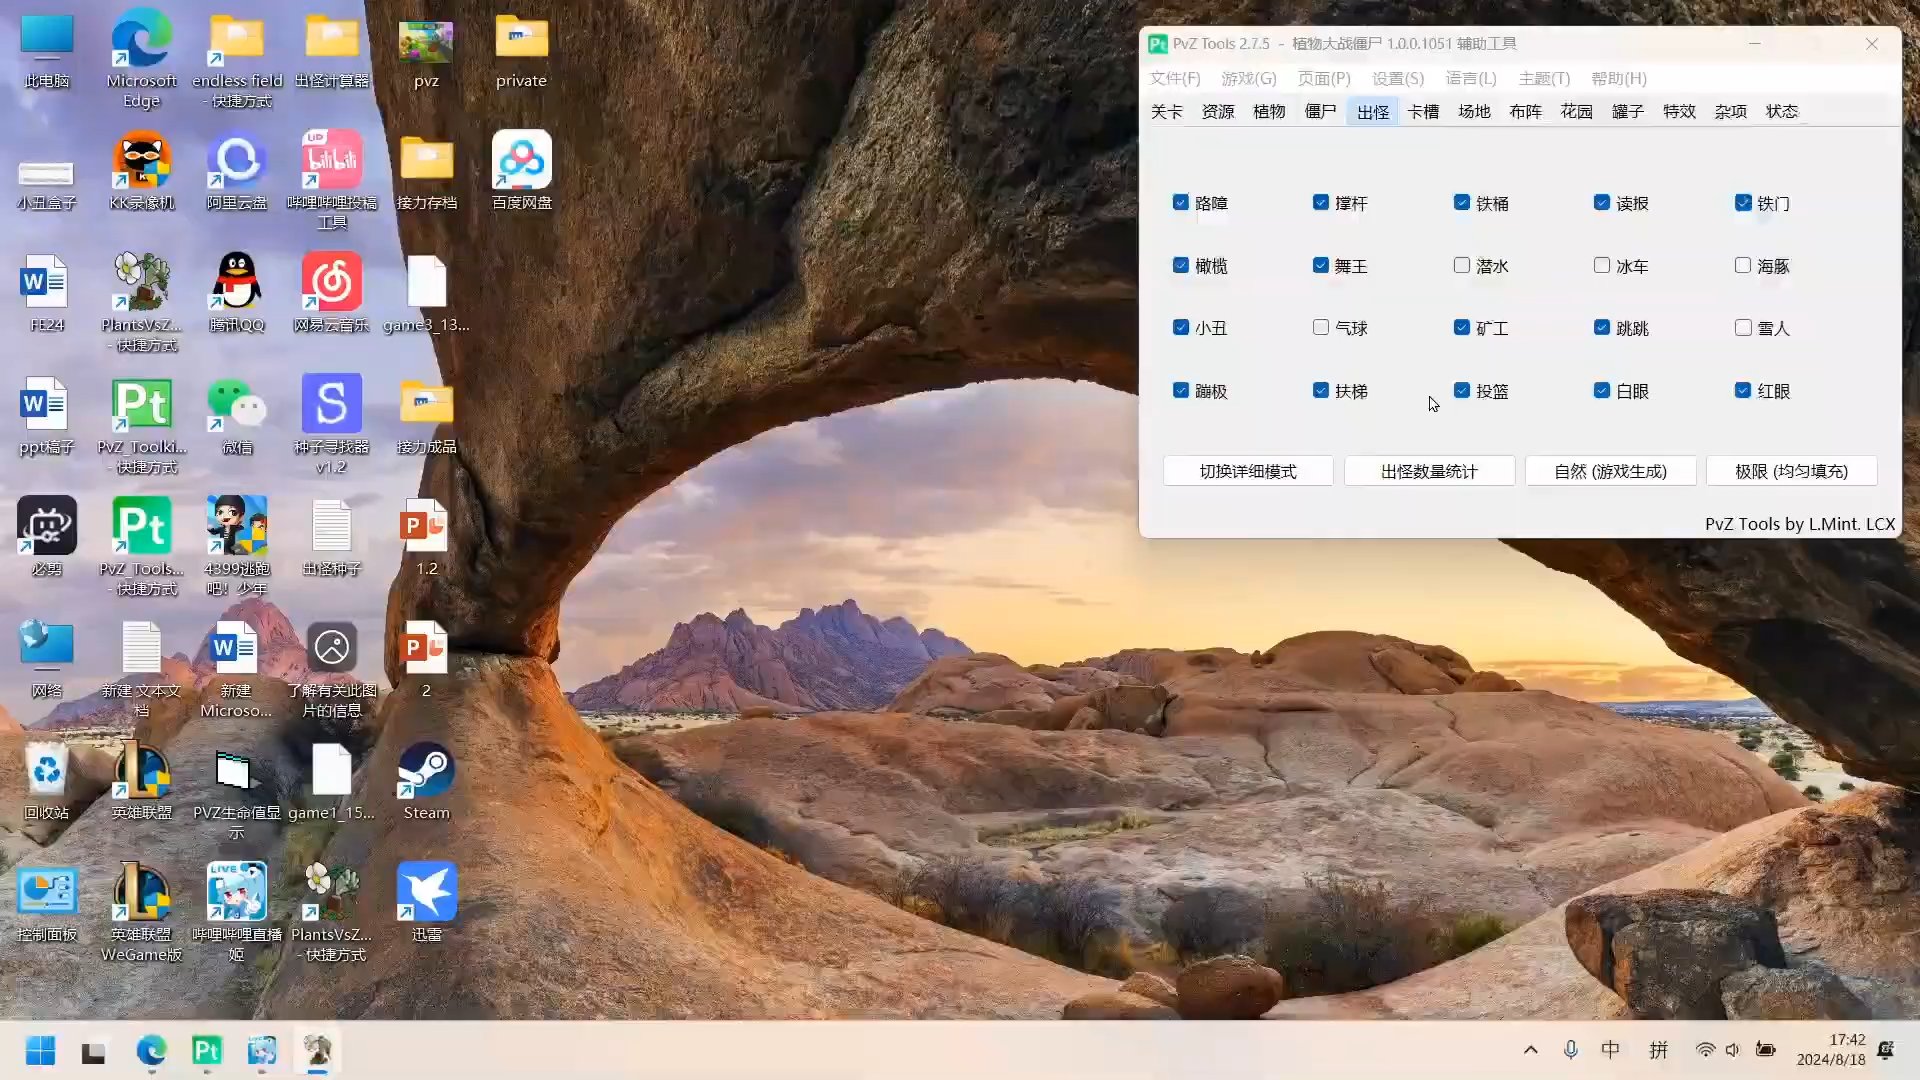 此电脑
Microsoft Edge
endless field - 快捷方式
出怪计算器
pvz
private
小丑盒子
KK录像机
阿里云盘
哔哩哔哩投稿工具
接力存档
百度网盘
FE24
PlantsVsZ... - 快捷方式
腾讯QQ
网易云音乐
game3_13...
ppt稿子
PvZ_Toolki... - 快捷方式
微信
种子寻找器 v1.2
接力成品
必剪
PvZ_Tools... - 快捷方式
4399逃跑吧！少年
出怪种子
1.2
网络
新建 文本文档
新建 Microso...
了解有关此图片的信息
2
回收站
英雄联盟
PVZ生命值显示
game1_15...
Steam
控制面板
英雄联盟WeGame版
哔哩哔哩直播姬
PlantsVsZ... - 快捷方式
迅雷
PvZ Tools 2.7.5 - 植物大战僵尸 1.0.0.1051 辅助工具
文件(F) 游戏(G) 页面(P) 设置(S) 语言(L) 主题(T) 帮助(H)
关卡 资源 植物 僵尸 出怪 卡槽 场地 布阵 花园 罐子 特效 杂项 状态
路障 撑杆 铁桶 读报 铁门
橄榄 舞王 潜水 冰车 海豚
小丑 气球 矿工 跳跳 雪人
蹦极 扶梯 投篮 白眼 红眼
切换详细模式 出怪数量统计 自然 (游戏生成) 极限 (均匀填充)
PvZ Tools by L.Mint. LCX
中 拼
17:42
2024/8/18